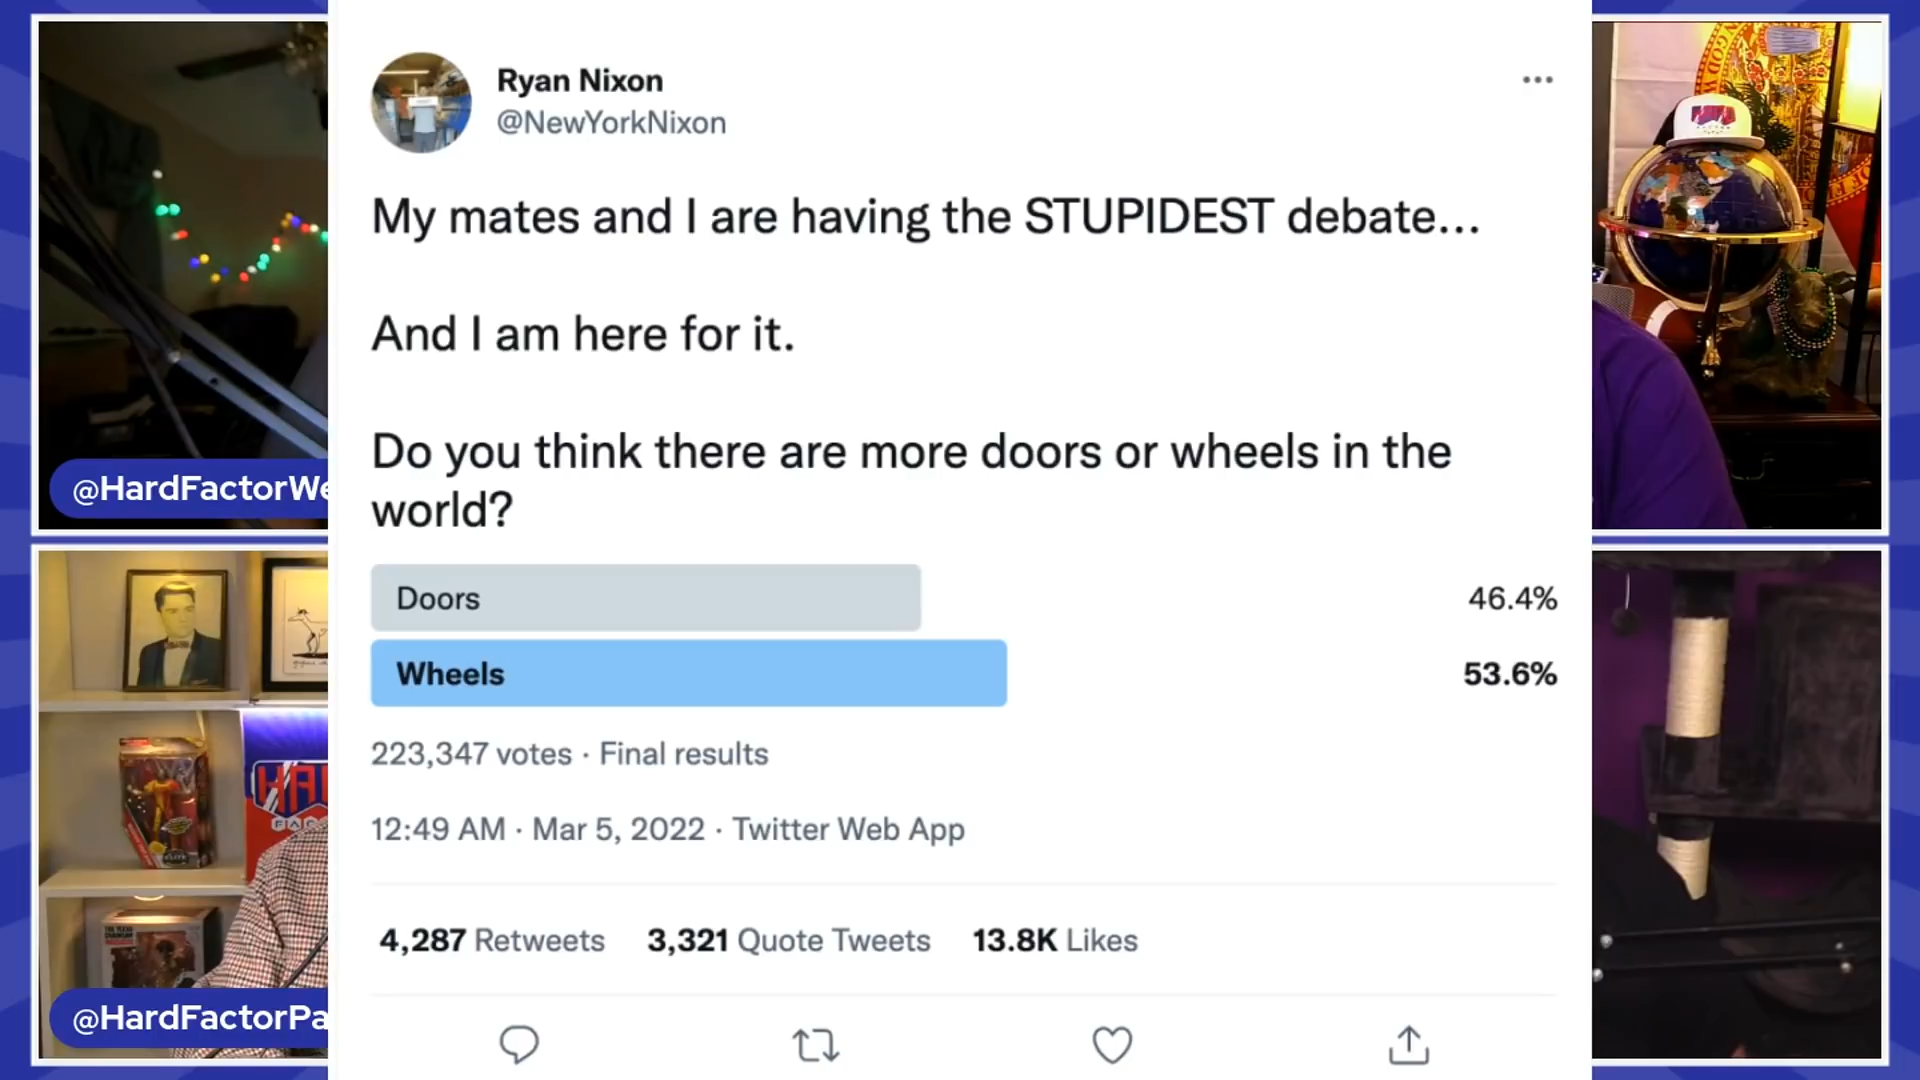 Ryan Nixon
@NewYorkNixon
My mates and I are having the STUPIDEST debate...
And I am here for it.
Do you think there are more doors or wheels in the
world?
Doors 46.4%
Wheels 53.6%
223,347 votes · Final results
12:49 AM · Mar 5, 2022 · Twitter Web App
4,287 Retweets 3,321 Quote Tweets 13.8K Likes
@HardFactorWe
@HardFactorPa
HA
FAC